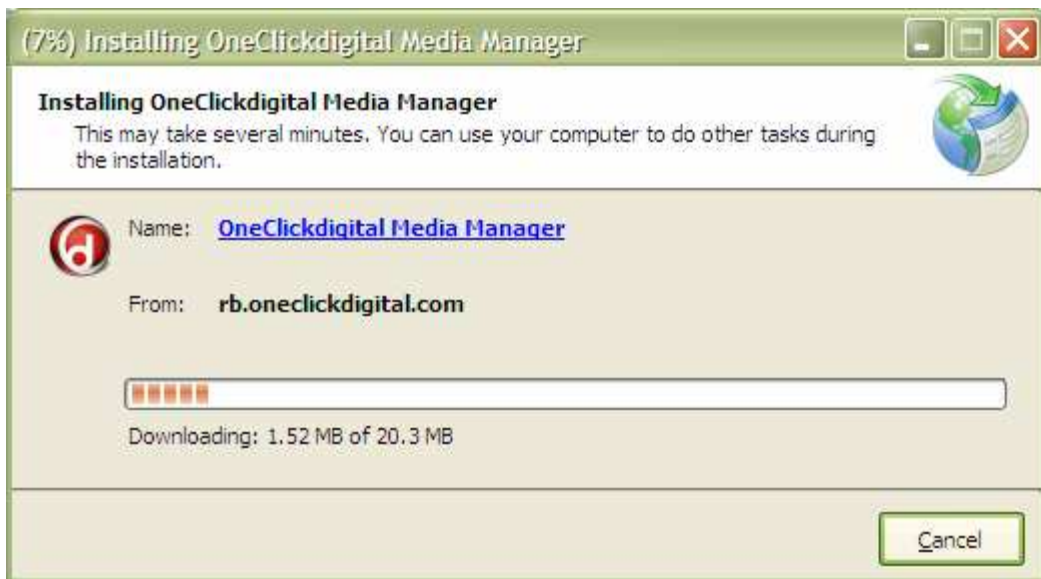 (7%) Installing OneClickdigital Media Manager
Installing OneClickdigital Media Manager
This may take several minutes. You can use your computer to do other tasks during
the installation.
Name: OneClickdigital Media Manager
From: rb.oneclickdigital.com
Downloading: 1.52 MB of 20.3 MB
Cancel